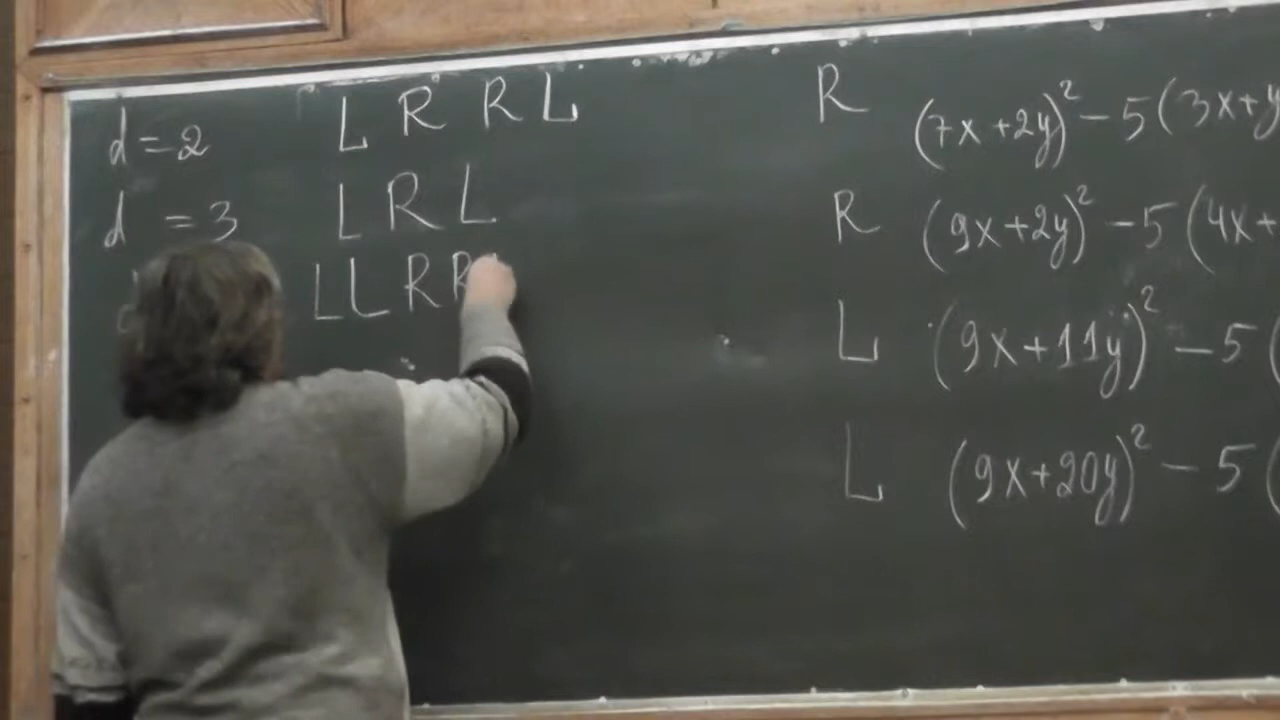 d=2 L R R L
d =3 L R L
L L R R
R (7x+2y)² - 5(3x+y
R (9x+2y)² - 5(4x+
L (9x+11y)² - 5(
L (9x+20y)² - 5(